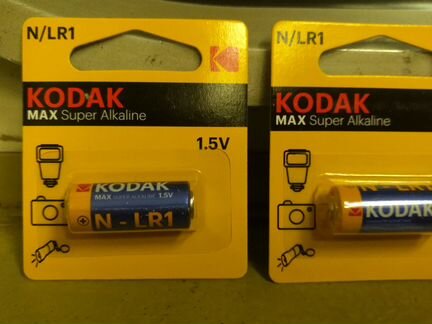 N/LR1
KODAK
MAX Super Alkaline
1.5V
KODAK
MAX SUPER ALKALINE 1.5V
N - LR1
N/LR1
KODAK
MAX Super Alkaline
N - LR1
KODAK